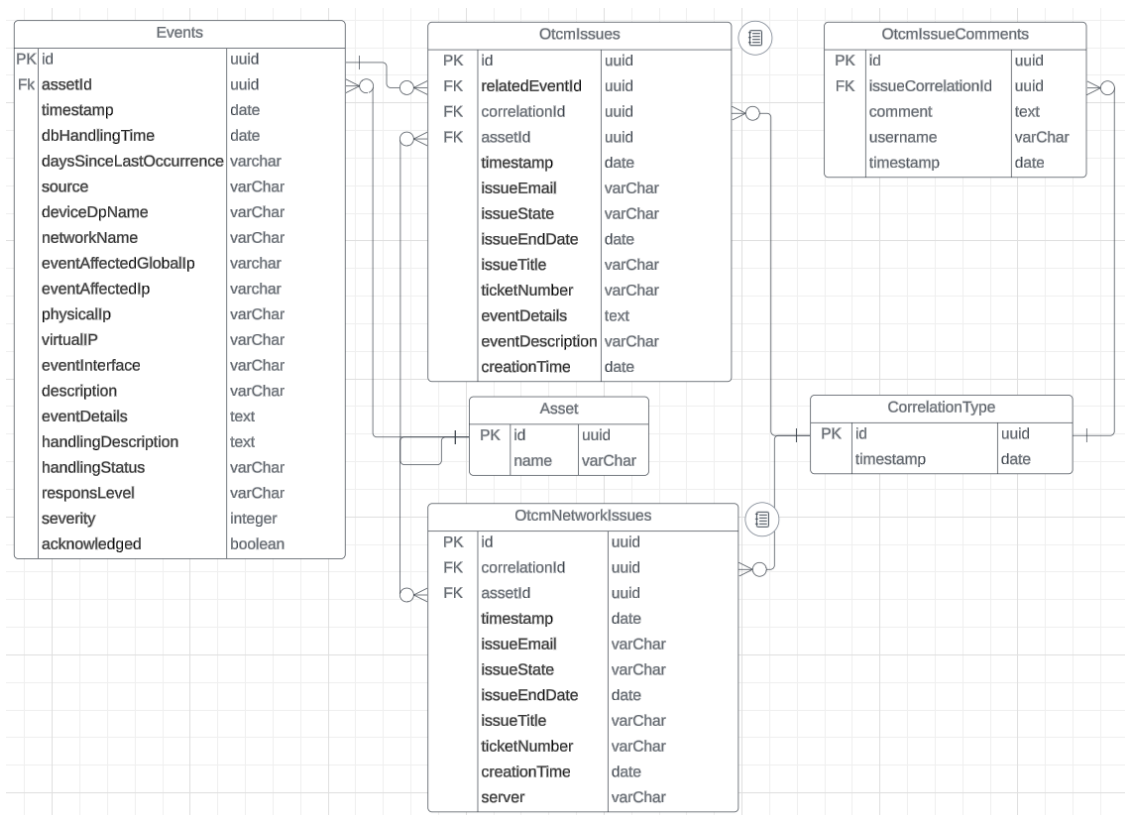 Events
PK id uuid
Fk assetId uuid
timestamp date
dbHandlingTime date
daysSinceLastOccurrence varchar
source varChar
deviceDpName varChar
networkName varChar
eventAffectedGlobalIp varchar
eventAffectedIp varchar
physicalIp varChar
virtualIP varChar
eventInterface varChar
description varChar
eventDetails text
handlingDescription text
handlingStatus varChar
responsLevel varChar
severity integer
acknowledged boolean
OtcmIssues
PK id uuid
FK relatedEventId uuid
FK correlationId uuid
FK assetId uuid
timestamp date
issueEmail varChar
issueState varChar
issueEndDate date
issueTitle varChar
ticketNumber varChar
eventDetails text
eventDescription varChar
creationTime date
OtcmIssueComments
PK id uuid
FK issueCorrelationId uuid
comment text
username varChar
timestamp date
Asset
PK id uuid
name varChar
CorrelationType
PK id uuid
timestamp date
OtcmNetworkIssues
PK id uuid
FK correlationId uuid
FK assetId uuid
timestamp date
issueEmail varChar
issueState varChar
issueEndDate date
issueTitle varChar
ticketNumber varChar
creationTime date
server varChar